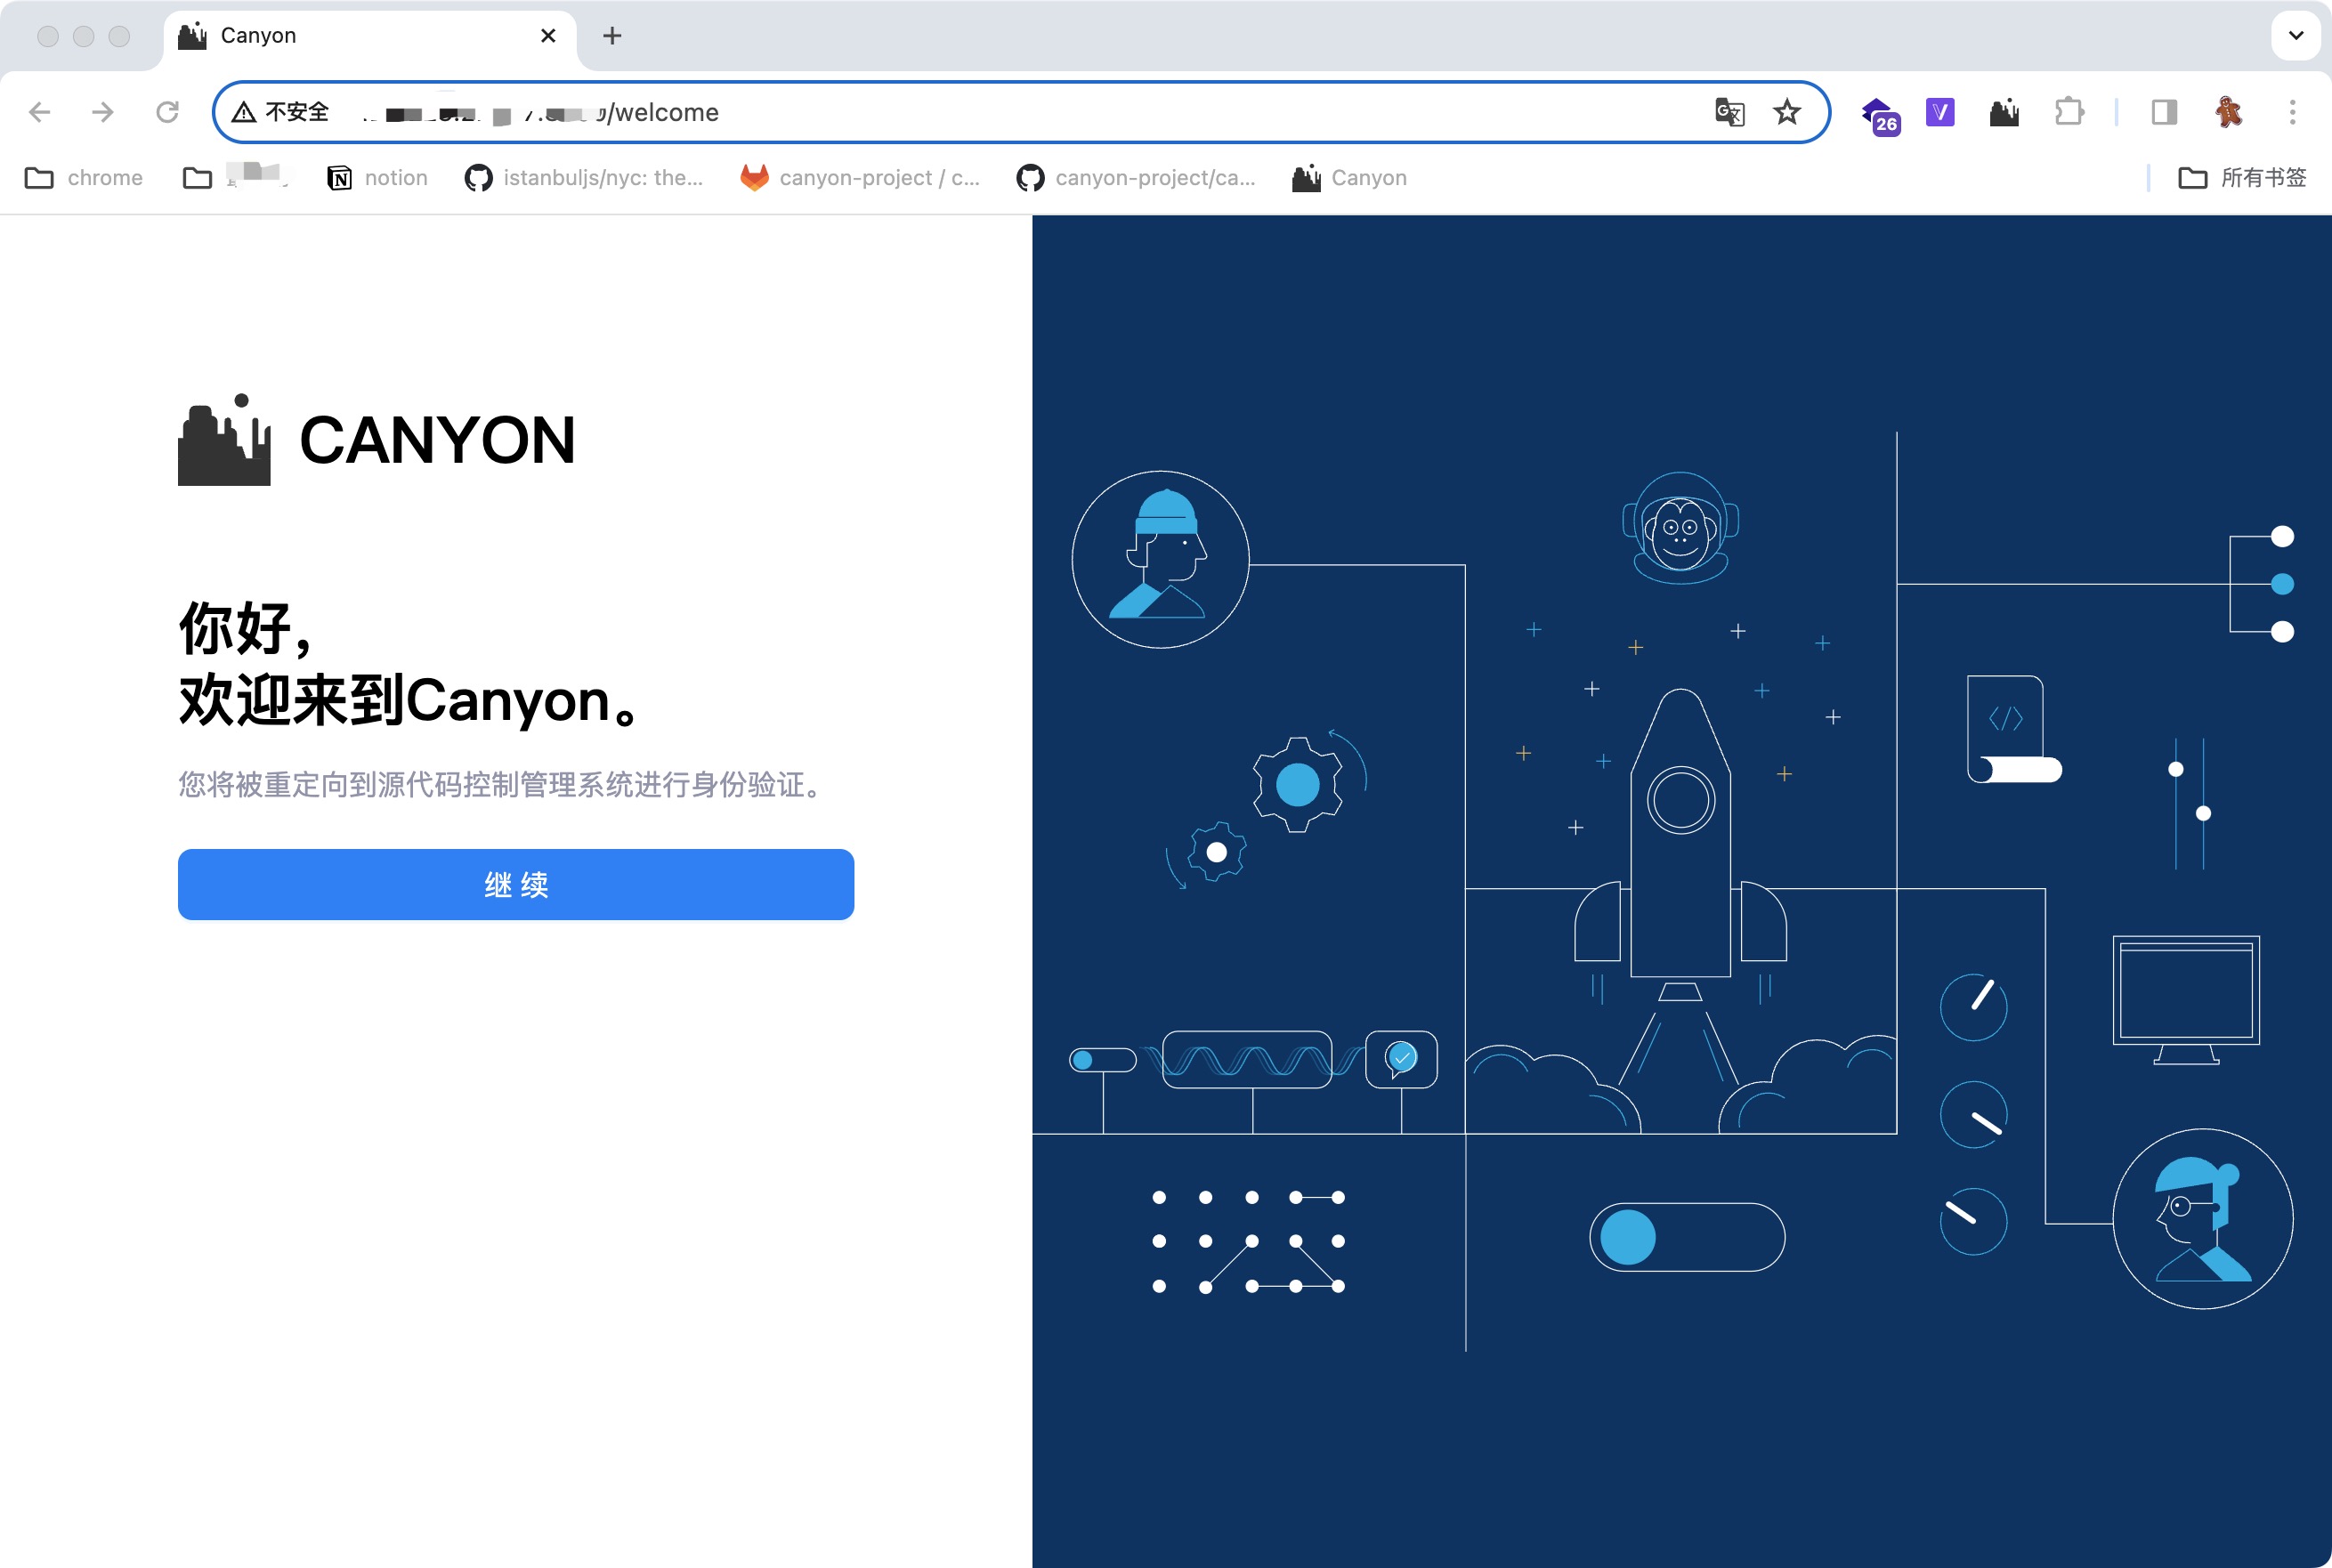 Canyon
不安全
/welcome
26
chrome
notion
istanbuljs/nyc: the...
canyon-project / c...
canyon-project/ca...
Canyon
所有书签
CANYON
你好，
欢迎来到Canyon。
您将被重定向到源代码控制管理系统进行身份验证。
继 续